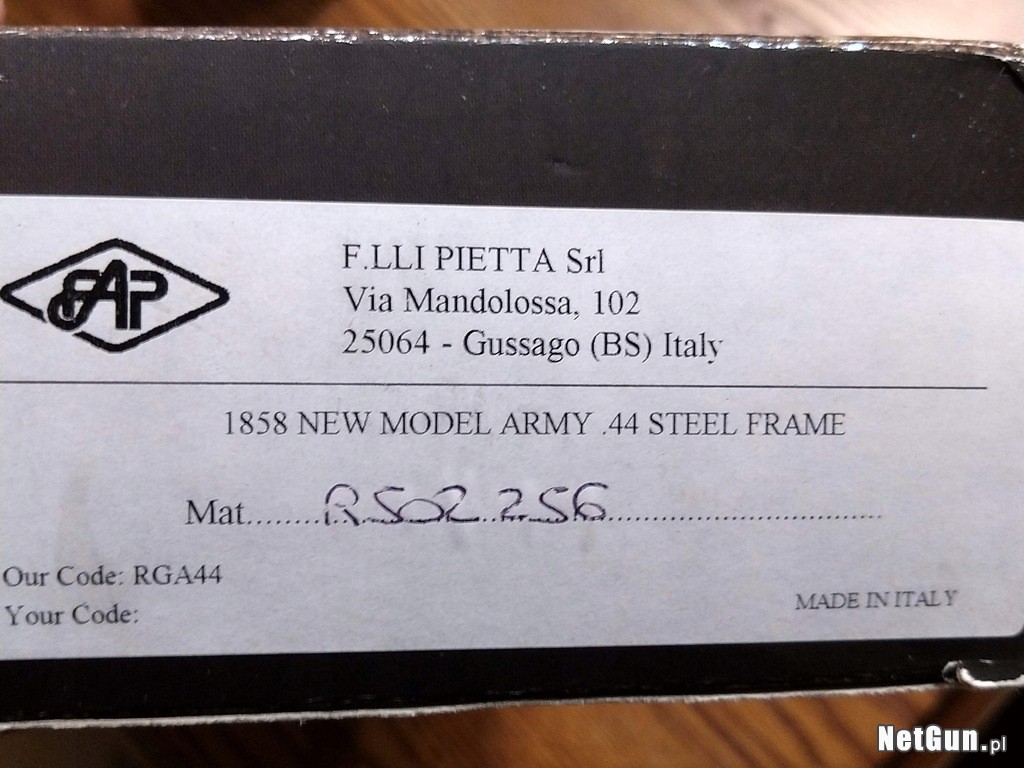 FAP
F.LLI PIETTA Srl
Via Mandolossa, 102
25064 - Gussago (BS) Italy
1858 NEW MODEL ARMY .44 STEEL FRAME
Mat........R502256..............................
Our Code: RGA44
Your Code:
MADE IN ITALY
NetGun.pl